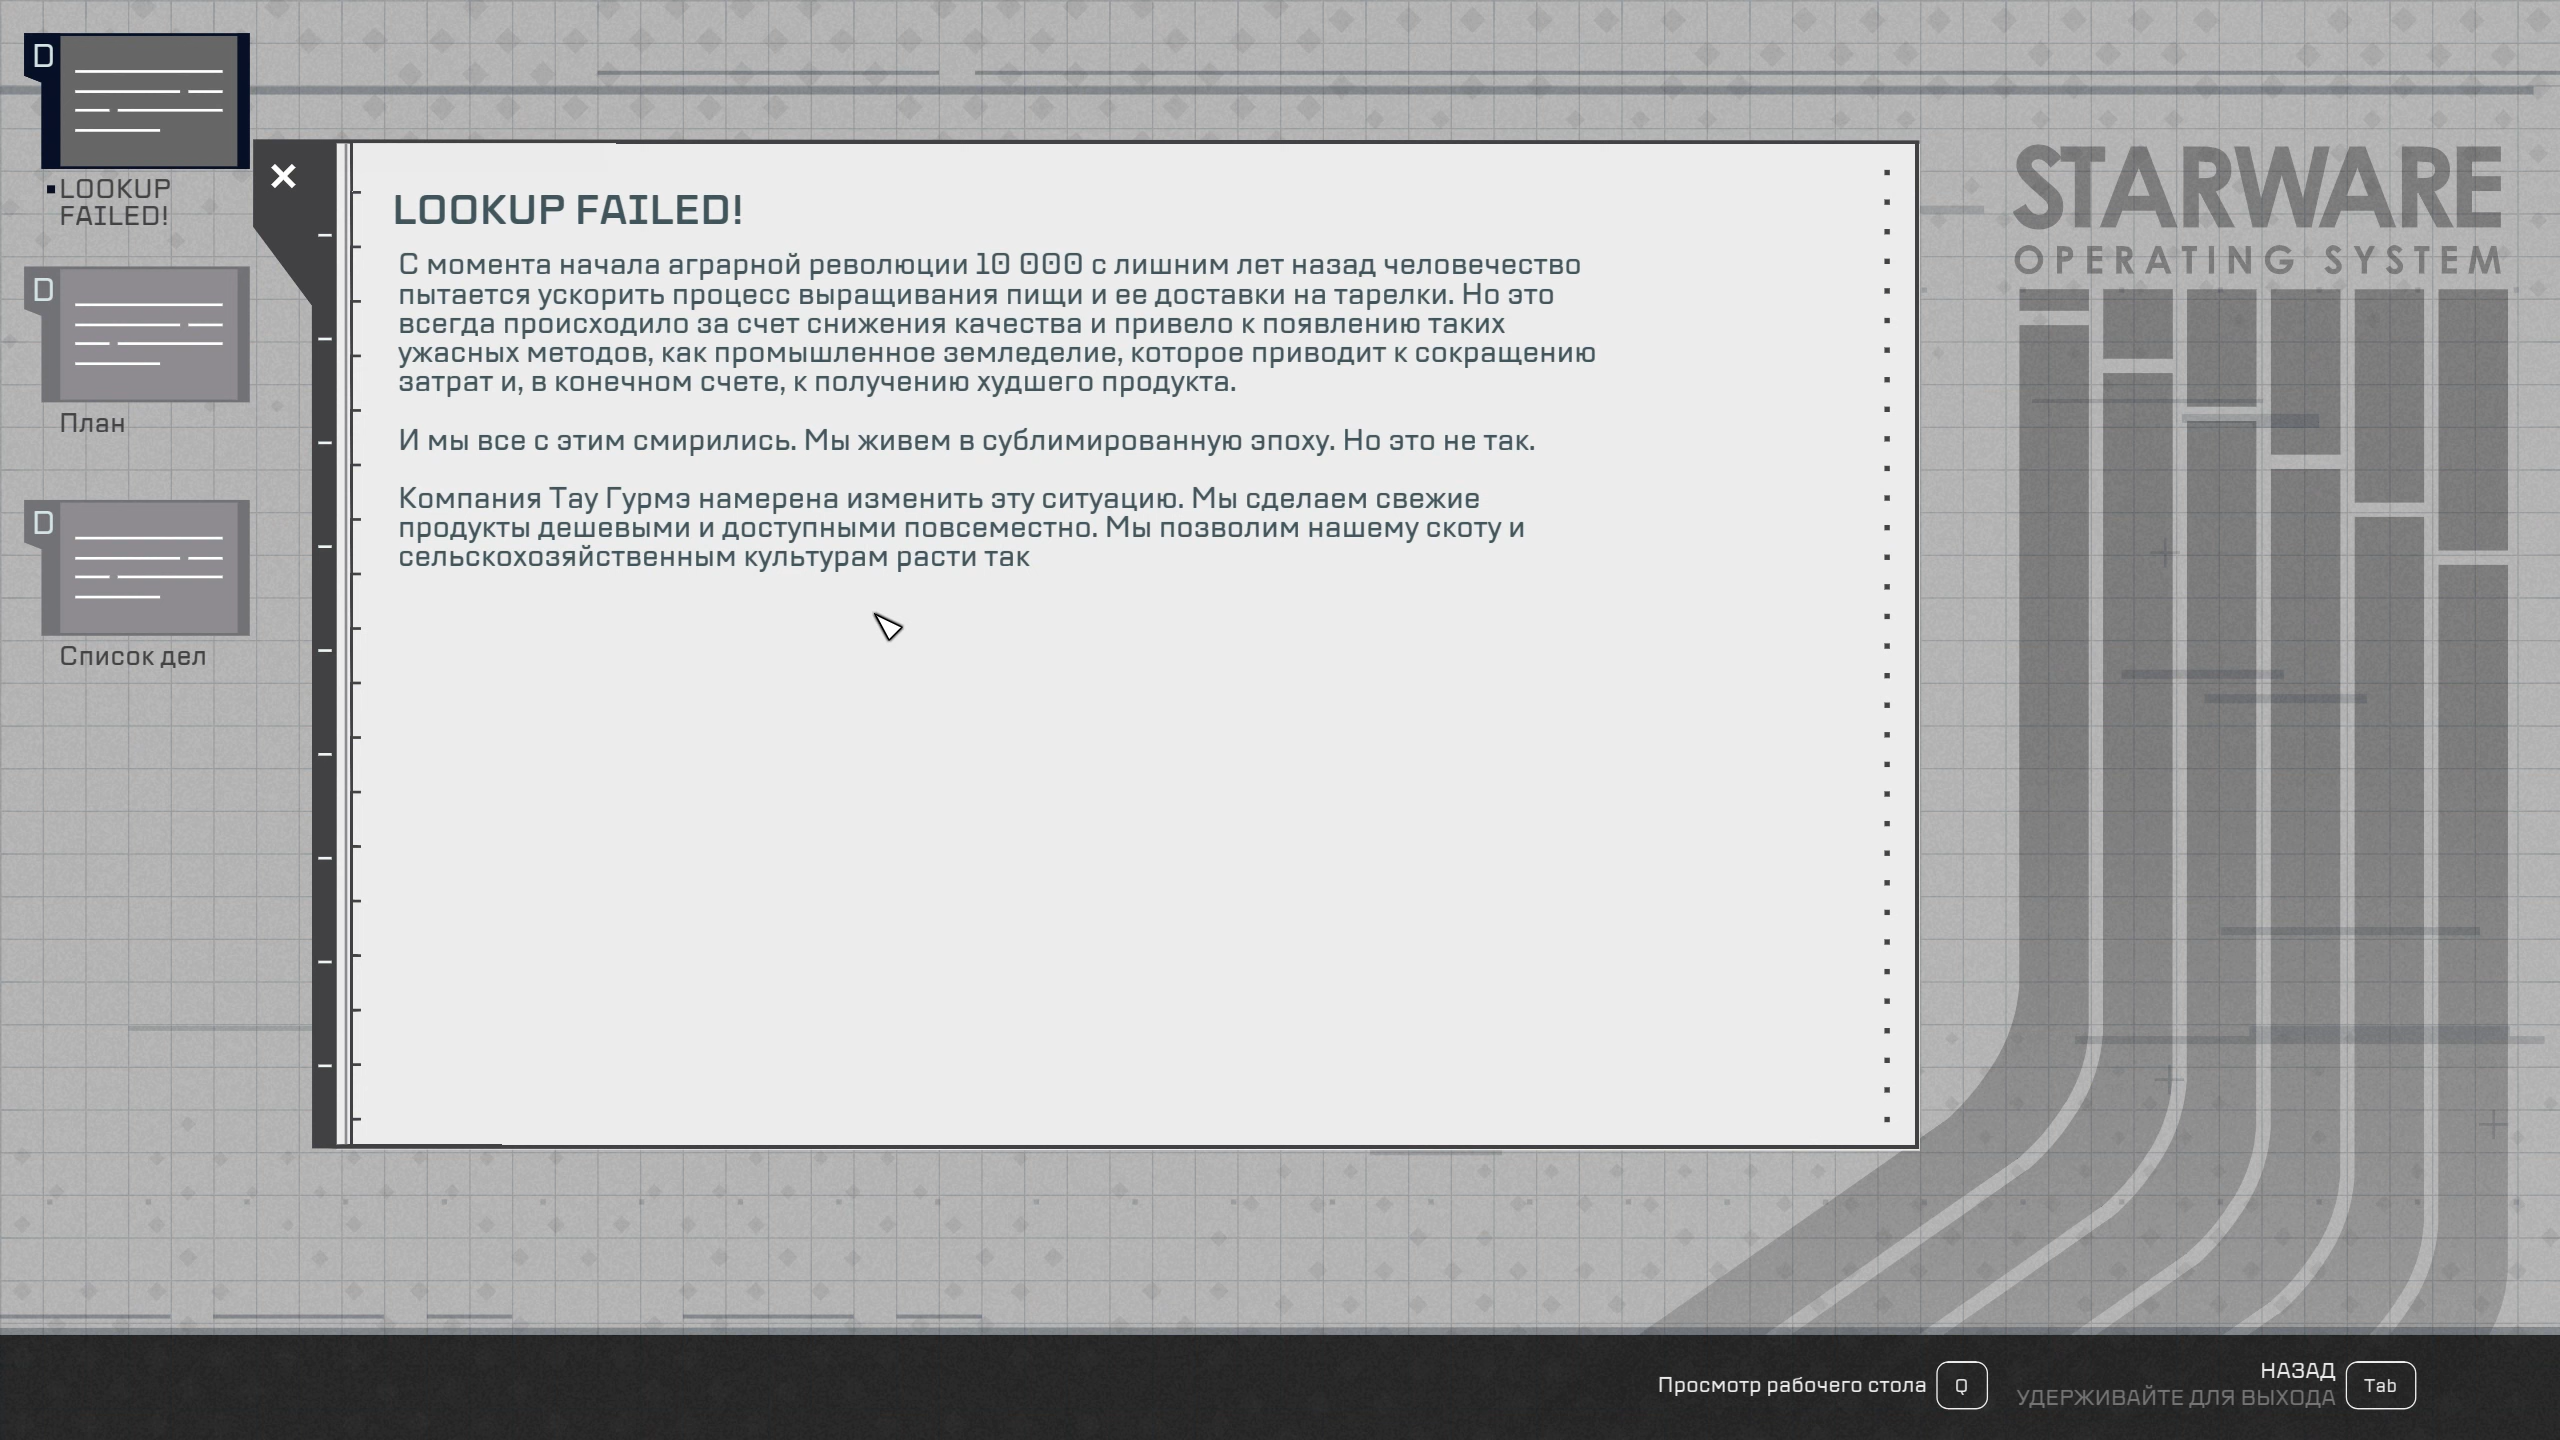 D
LOOKUP
FAILED!
D
План
D
Список дел
×
LOOKUP FAILED!
С момента начала аграрной революции 10 000 с лишним лет назад человечество
пытается ускорить процесс выращивания пищи и ее доставки на тарелки. Но это
всегда происходило за счет снижения качества и привело к появлению таких
ужасных методов, как промышленное земледелие, которое приводит к сокращению
затрат и, в конечном счете, к получению худшего продукта.
И мы все с этим смирились. Мы живем в сублимированную эпоху. Но это не так.
Компания Тау Гурмэ намерена изменить эту ситуацию. Мы сделаем свежие
продукты дешевыми и доступными повсеместно. Мы позволим нашему скоту и
сельскохозяйственным культурам расти так
STARWARE
OPERATING SYSTEM
Просмотр рабочего стола Q
НАЗАД
УДЕРЖИВАЙТЕ ДЛЯ ВЫХОДА Tab